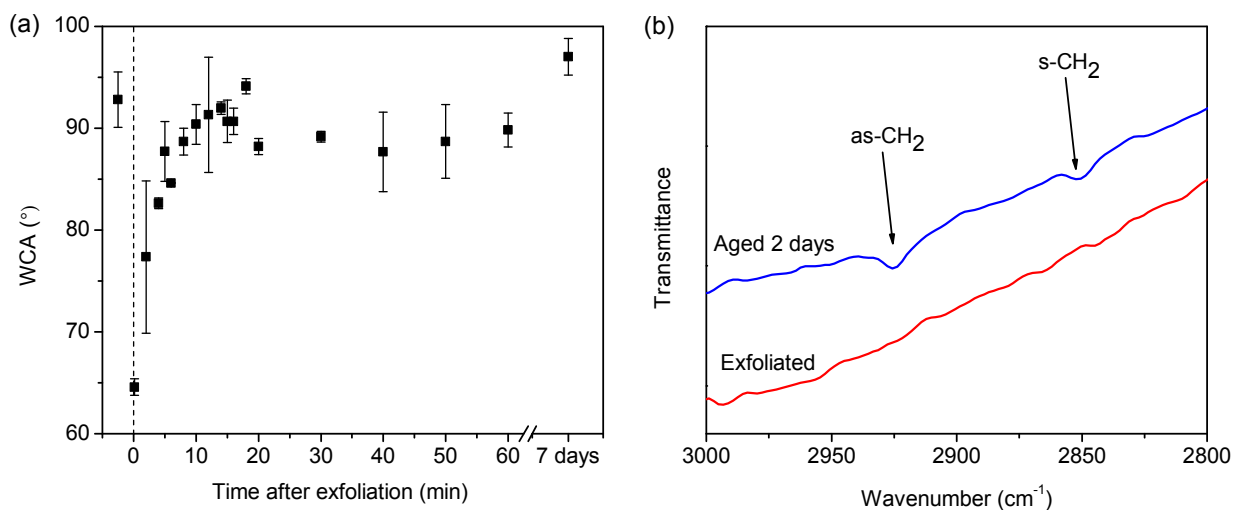 (a)
100
90
80
70
60
WCA (°)
0
10
20
30
40
50
60
7 days
Time after exfoliation (min)
(b)
s-CH₂
as-CH₂
Aged 2 days
Exfoliated
Transmittance
3000
2950
2900
2850
2800
Wavenumber (cm⁻¹)